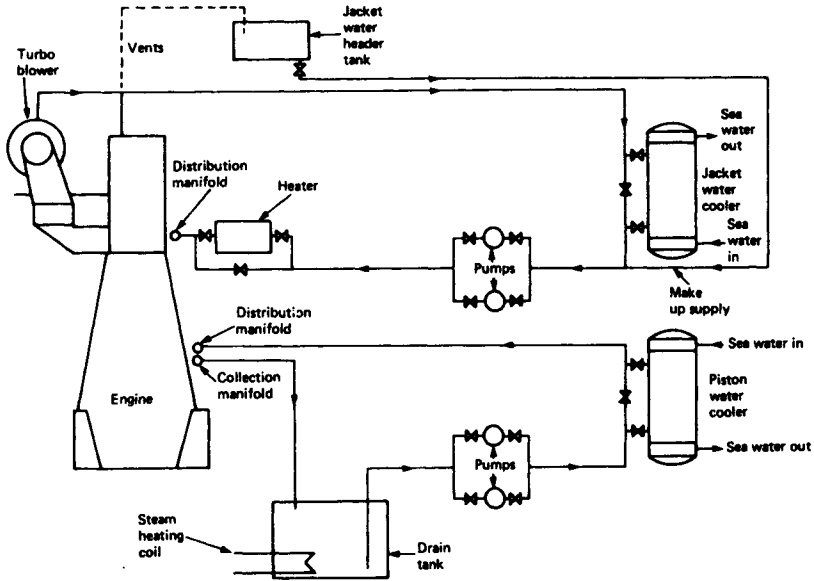 Jacket
water
header
tank
Vents
Turbo
blower
Sea
water
out
Distribution
manifold
Heater
Jacket
water
cooler
Sea
water
in
Pumps
Make
up supply
Distribution
manifold
Collection
manifold
Engine
Sea water in
Piston
water
cooler
Sea water out
Pumps
Steam
heating
coil
Drain
tank